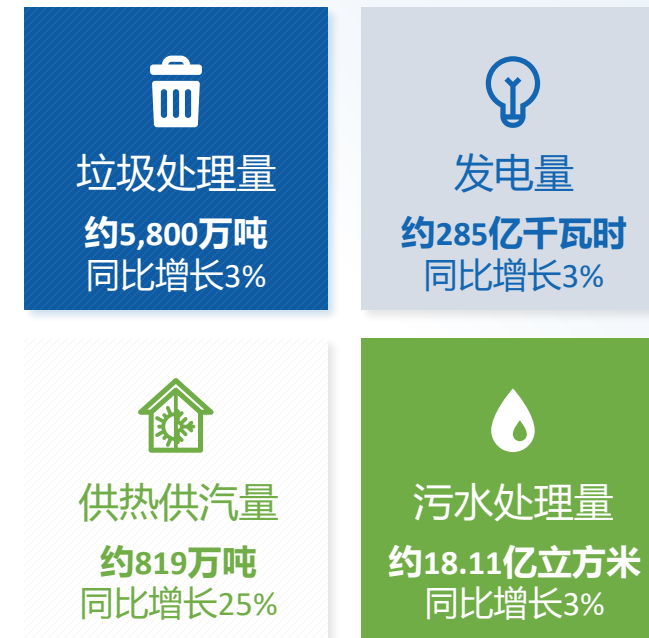 垃圾处理量
约5,800万吨
同比增长3%
发电量
约285亿千瓦时
同比增长3%
供热供汽量
约819万吨
同比增长25%
污水处理量
约18.11亿立方米
同比增长3%